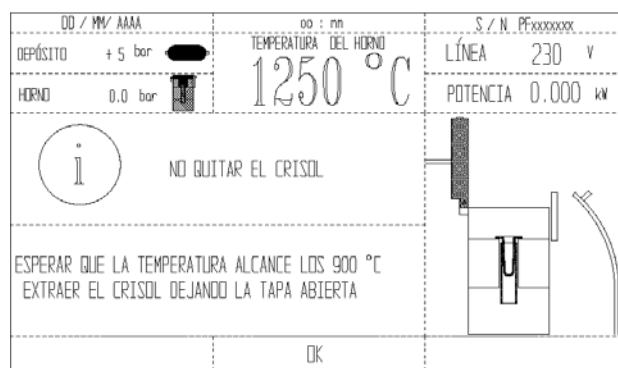 DD / MM/ AAAA
oo : mn
S / N PFxxxxxxx
DEPÓSITO + 5 bar
TEMPERATURA DEL HORNO
1250 °C
LÍNEA 230 V
HORNO 0.0 bar
POTENCIA 0.000 kW
i
NO QUITAR EL CRISOL
ESPERAR QUE LA TEMPERATURA ALCANCE LOS 900 °C
EXTRAER EL CRISOL DEJANDO LA TAPA ABIERTA
OK